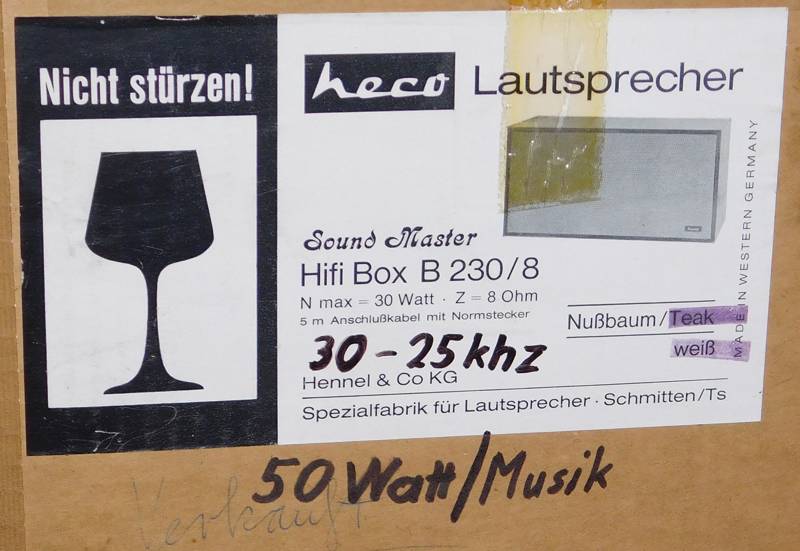 Nicht stürzen!
heco Lautsprecher
MADE IN WESTERN GERMANY
heco
Sound Master
Hifi Box B 230/8
N max = 30 Watt · Z = 8 Ohm
5 m Anschlußkabel mit Normstecker
Nußbaum/Teak
weiß
30-25khz
Hennel & Co KG
Spezialfabrik für Lautsprecher · Schmitten/Ts
50 Watt/Musik
Verkauft